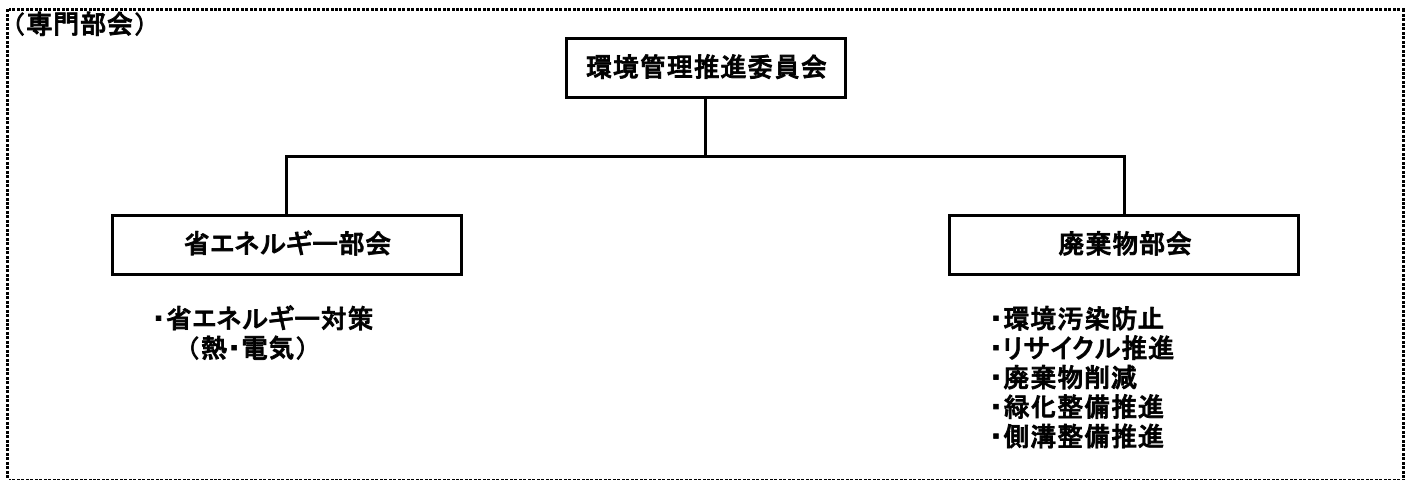 （専門部会）
環境管理推進委員会
省エネルギー部会
・省エネルギー対策
（熱・電気）
廃棄物部会
・環境汚染防止
・リサイクル推進
・廃棄物削減
・緑化整備推進
・側溝整備推進